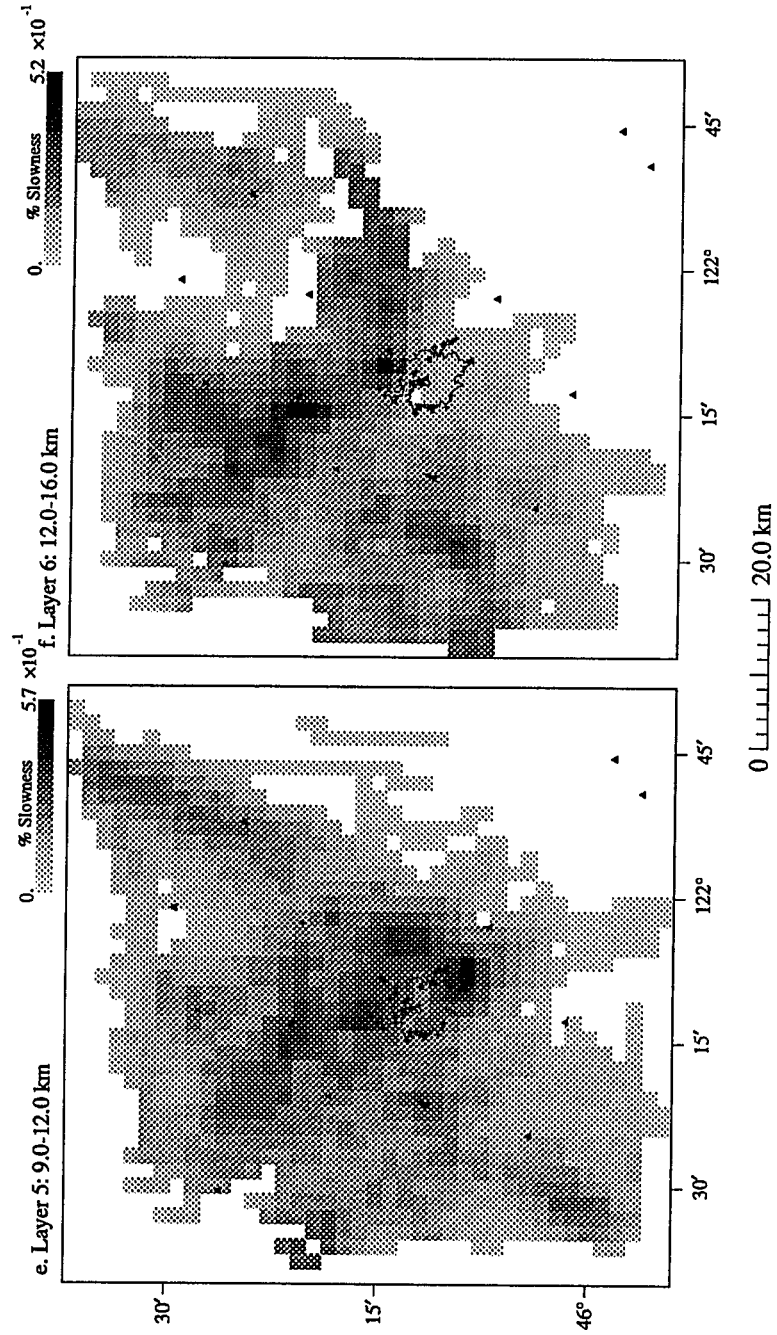 e. Layer 5: 9.0-12.0 km
0. % Slowness 5.7 ×10⁻¹
30′
15′
46°
30′
15′
122°
45′
f. Layer 6: 12.0-16.0 km
0. % Slowness 5.2 ×10⁻¹
30′
15′
122°
45′
0 20.0 km